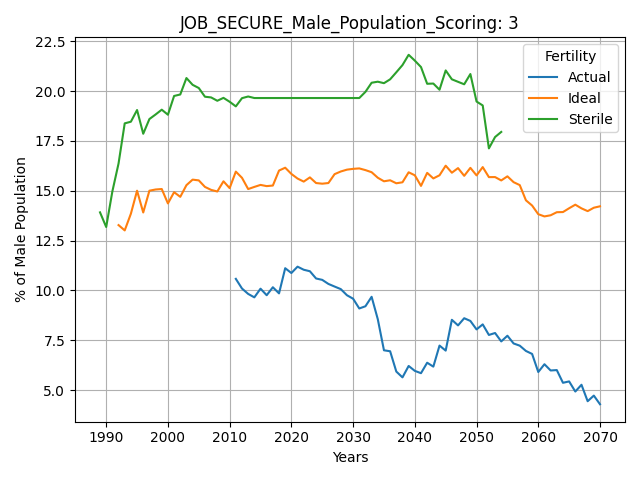 JOB_SECURE_Male_Population_Scoring: 3
Fertility
Actual
Ideal
Sterile
% of Male Population
22.5
20.0
17.5
15.0
12.5
10.0
7.5
5.0
1990 2000 2010 2020 2030 2040 2050 2060 2070
Years